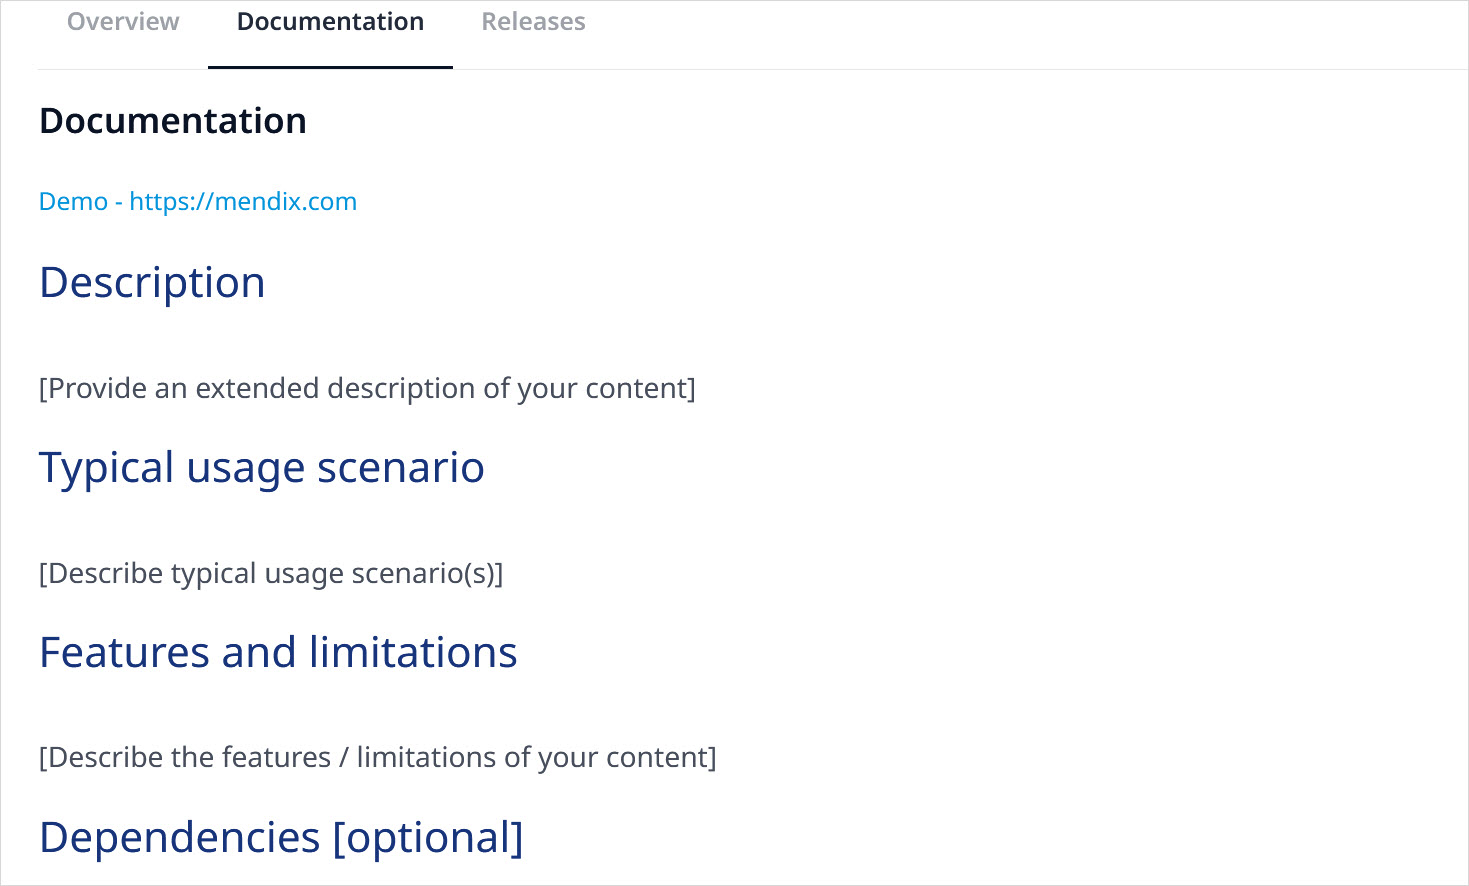 Overview Documentation Releases
Documentation
Demo - https://mendix.com
Description
[Provide an extended description of your content]
Typical usage scenario
[Describe typical usage scenario(s)]
Features and limitations
[Describe the features / limitations of your content]
Dependencies [optional]